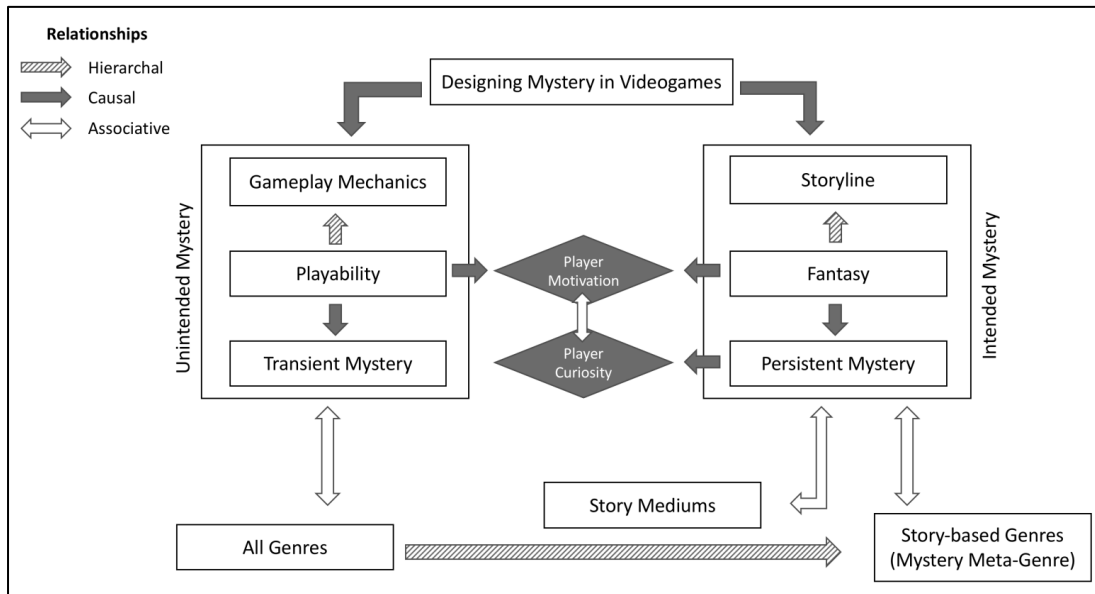 Relationships
Hierarchal
Causal
Associative
Designing Mystery in Videogames
Unintended Mystery
Gameplay Mechanics
Playability
Transient Mystery
Player
Motivation
Player
Curiosity
Storyline
Fantasy
Persistent Mystery
Intended Mystery
Story Mediums
All Genres
Story-based Genres
(Mystery Meta-Genre)